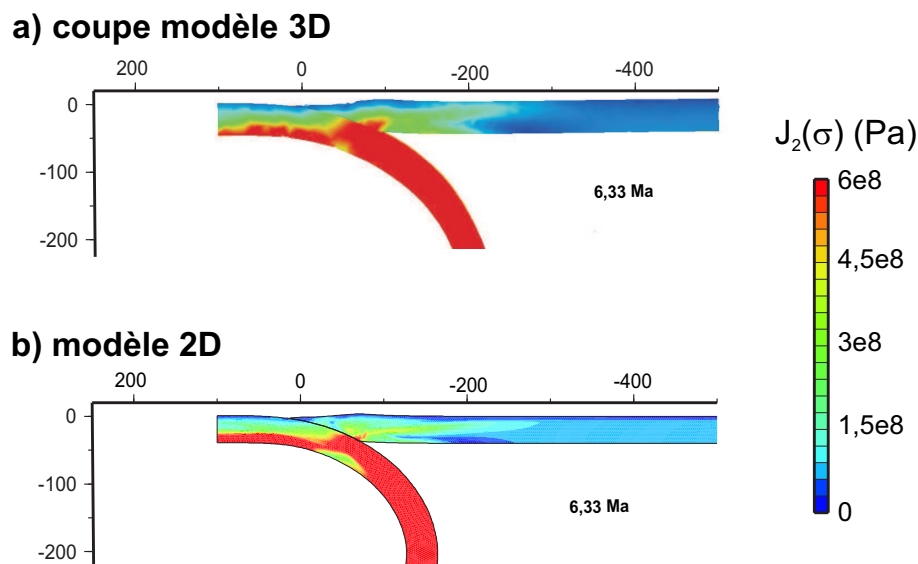 a) coupe modèle 3D
200 0 -200 -400
0
-100
-200
6,33 Ma
J₂(σ) (Pa)
6e8
4,5e8
3e8
1,5e8
0
b) modèle 2D
200 0 -200 -400
0
-100
-200
6,33 Ma